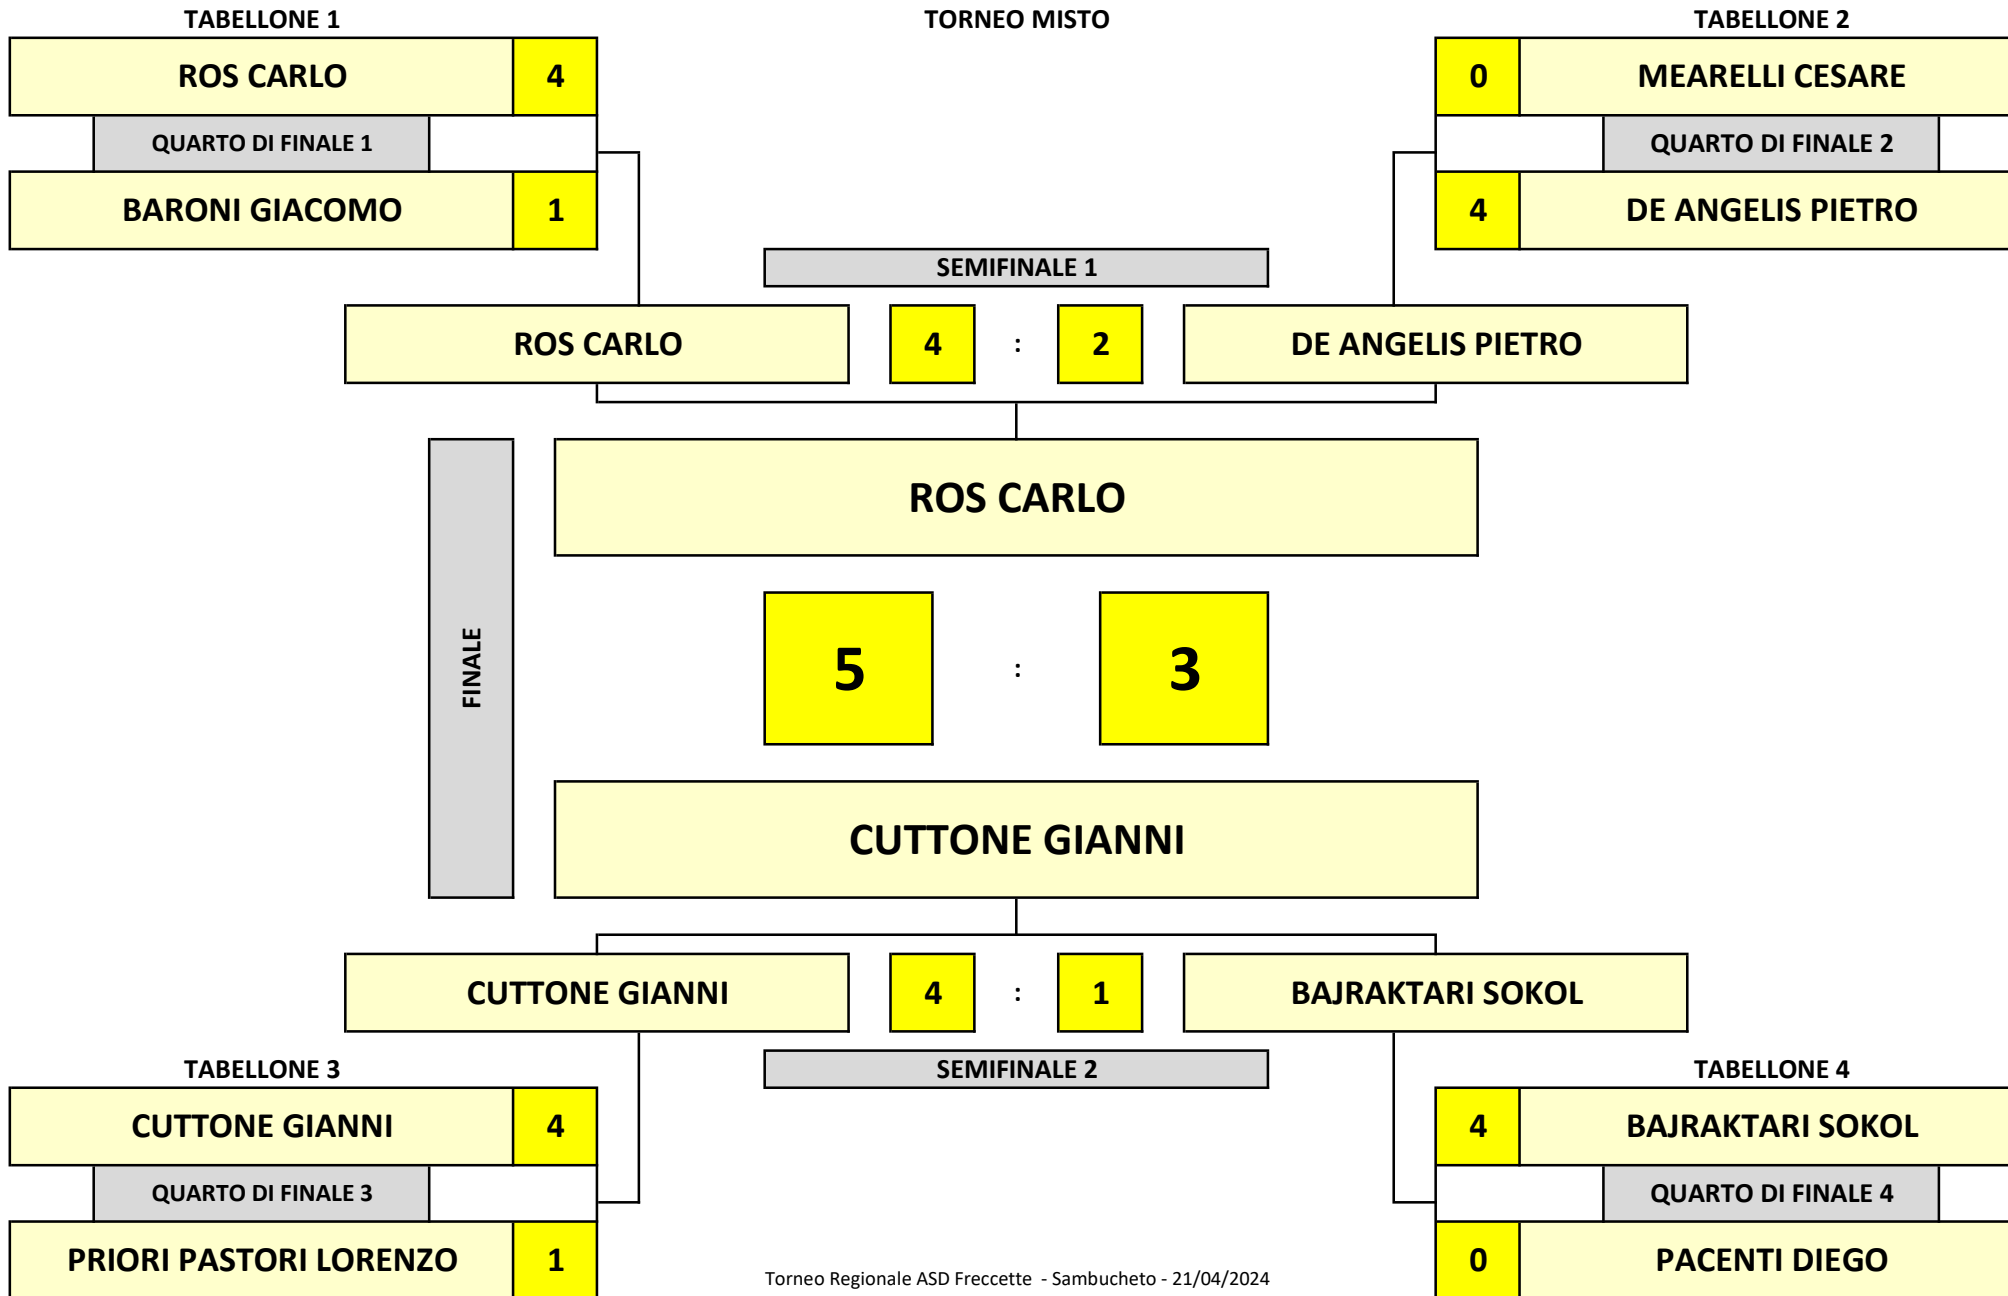 TABELLONE 1
TORNEO MISTO
TABELLONE 2
ROS CARLO 4
0 MEARELLI CESARE
QUARTO DI FINALE 1
QUARTO DI FINALE 2
BARONI GIACOMO 1
4 DE ANGELIS PIETRO
SEMIFINALE 1
ROS CARLO 4 : 2 DE ANGELIS PIETRO
ROS CARLO
FINALE
5 : 3
CUTTONE GIANNI
CUTTONE GIANNI 4 : 1 BAJRAKTARI SOKOL
SEMIFINALE 2
TABELLONE 3
TABELLONE 4
CUTTONE GIANNI 4
4 BAJRAKTARI SOKOL
QUARTO DI FINALE 3
QUARTO DI FINALE 4
PRIORI PASTORI LORENZO 1
0 PACENTI DIEGO
Torneo Regionale ASD Freccette - Sambucheto - 21/04/2024